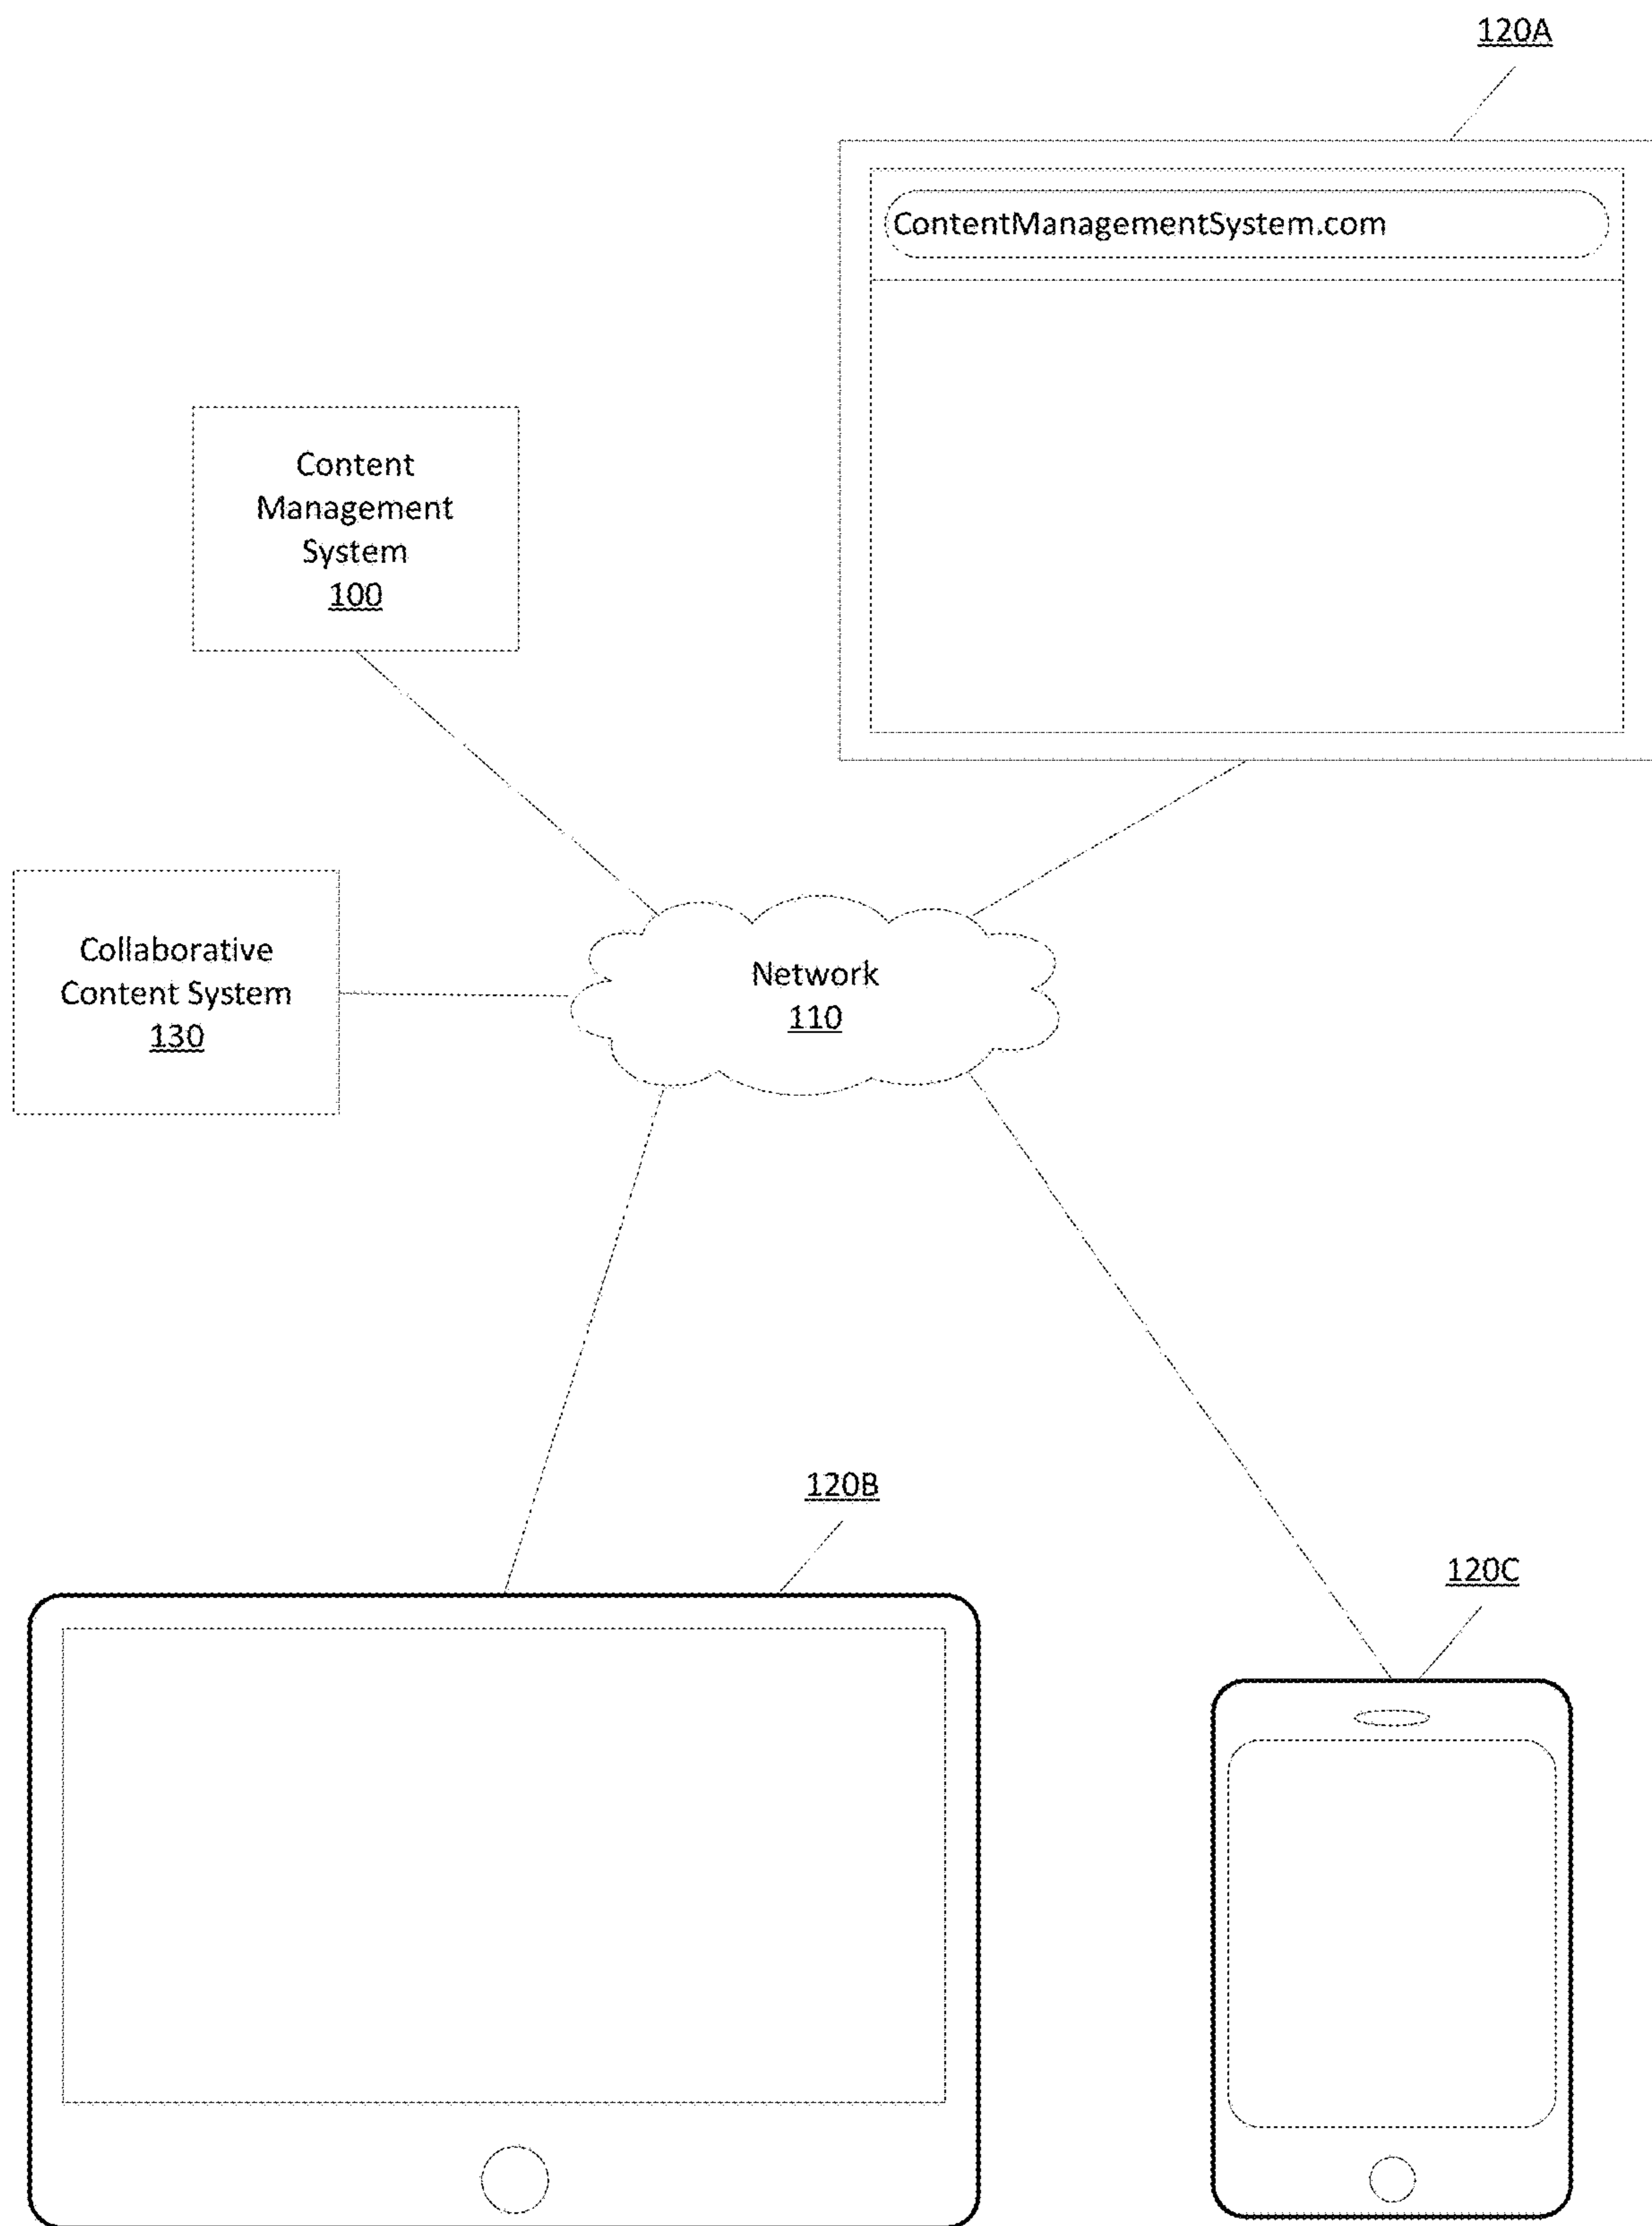 120A
ContentManagementSystem.com
Content
Management
System
100
Collaborative
Content System
130
Network
110
120B
120C